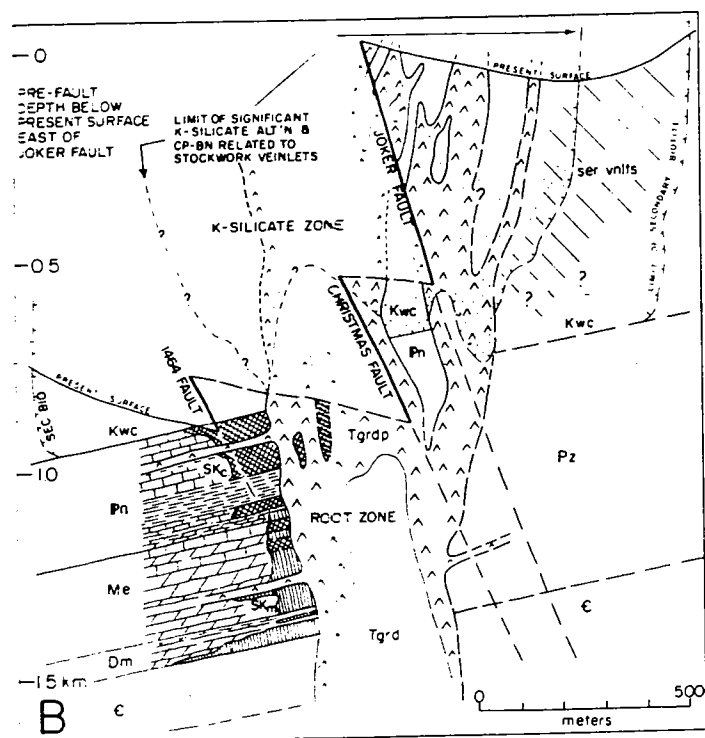 0
PRE-FAULT
DEPTH BELOW
PRESENT SURFACE
EAST OF
JOKER FAULT
LIMIT OF SIGNIFICANT
K-SILICATE ALT'N &
CP-BN RELATED TO
STOCKWORK VEINLETS
PRESENT SURFACE
JOKER FAULT
ser vnlts
LIMIT OF SECONDARY BIOTITE
?
K-SILICATE ZONE
0.5
?
?
Kwc
CHRISTMAS FAULT
Kwc
Pn
1464 FAULT
?
PRESENT SURFACE
SEC BIO
Kwc
Tgrdp
SKc
Pz
1.0
Pn
ROOT ZONE
Me
SKm
Є
Tgrd
Dm
1.5 km
B
Є
0
500
meters